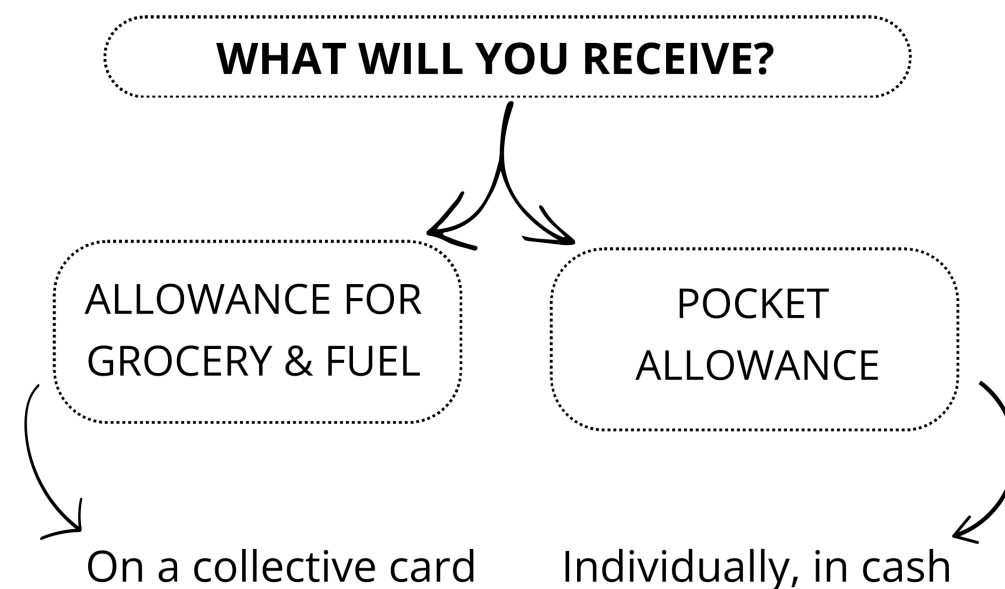 WHAT WILL YOU RECEIVE?
ALLOWANCE FOR
GROCERY & FUEL
POCKET
ALLOWANCE
On a collective card
Individually, in cash